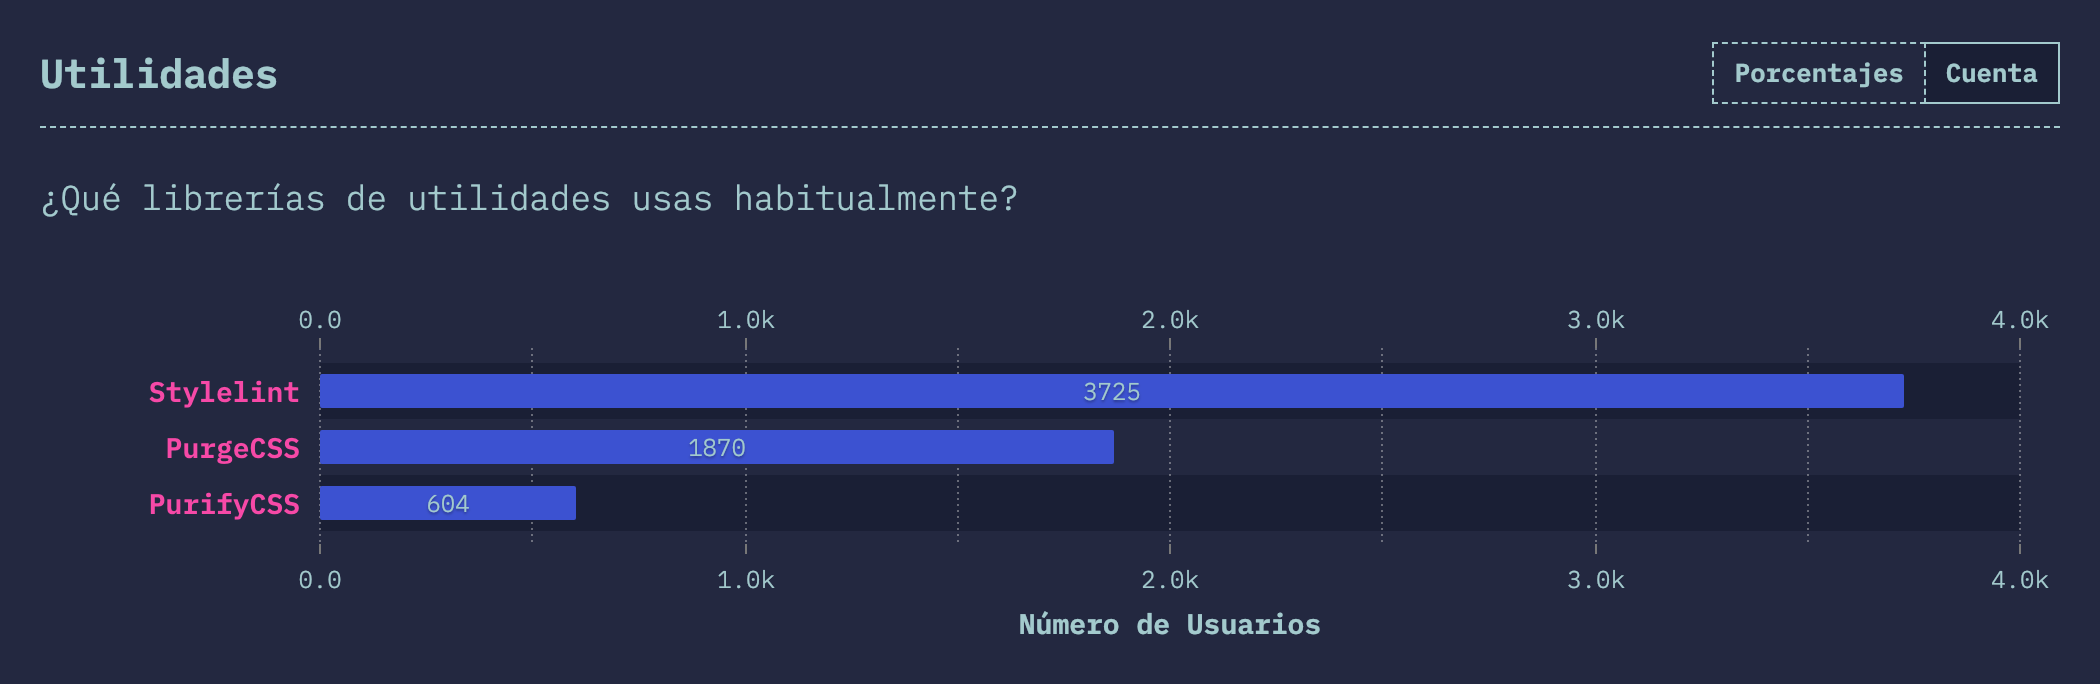 Utilidades
Porcentajes Cuenta
¿Qué librerías de utilidades usas habitualmente?
0.0 1.0k 2.0k 3.0k 4.0k
Stylelint 3725
PurgeCSS 1870
PurifyCSS 604
0.0 1.0k 2.0k 3.0k 4.0k
Número de Usuarios